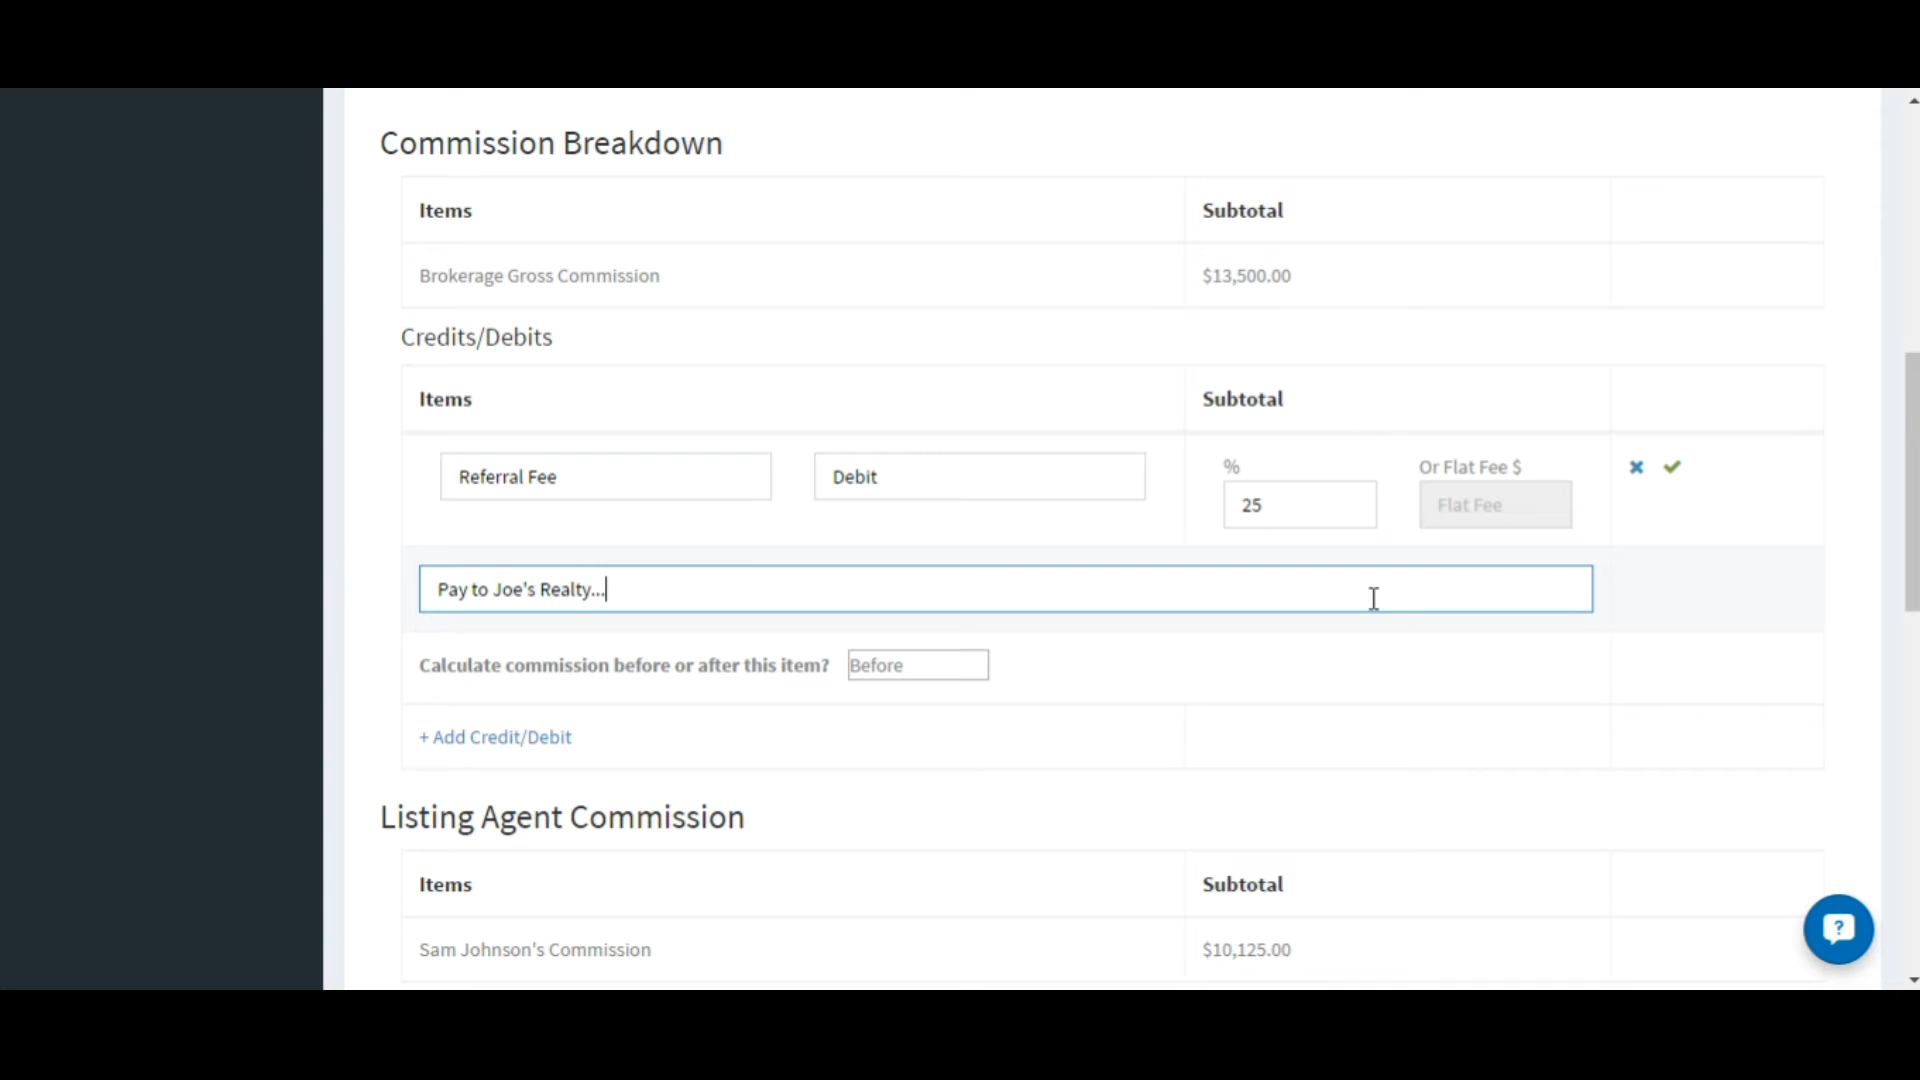 Commission Breakdown
Items Subtotal
Brokerage Gross Commission $13,500.00
Credits/Debits
Items Subtotal
% Or Flat Fee $
Referral Fee Debit
25 Flat Fee
Pay to Joe's Realty...
Calculate commission before or after this item? Before
+ Add Credit/Debit
Listing Agent Commission
Items Subtotal
Sam Johnson's Commission $10,125.00
?